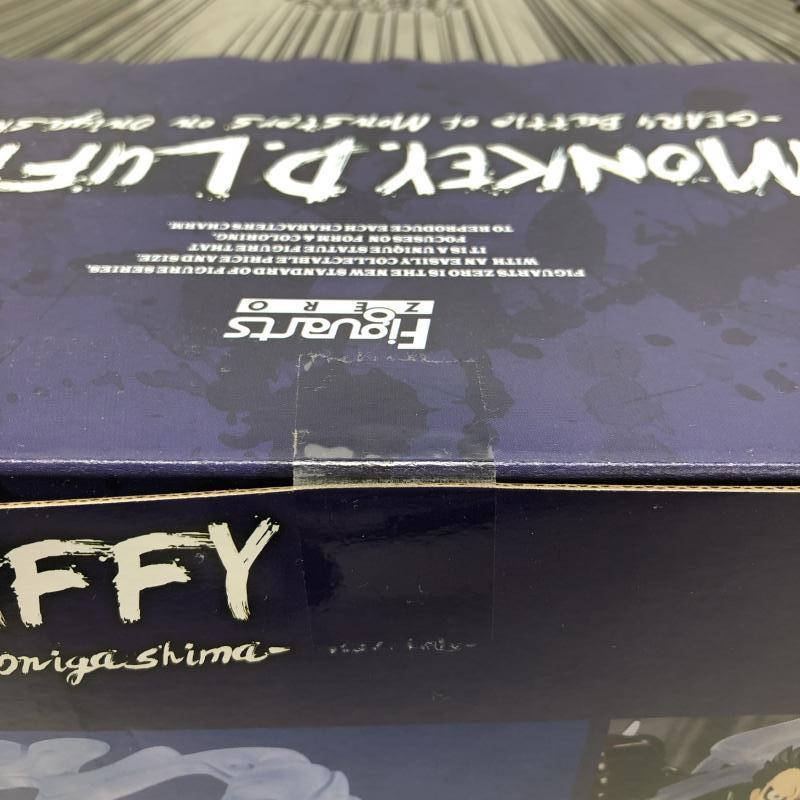 Figuarts
ZERO
FIGUARTS ZERO IS THE NEW STANDARD OF FIGURE SERIES,
WITH AN EASILY COLLECTABLE PRICE AND SIZE.
IT IS A UNIQUE STATUE FIGURE THAT
FOCUSES ON FORM & COLORING,
TO REPRODUCE EACH CHARACTERS CHARM.
MONKEY.D.LUFF
-GEAR4 Battle of Monsters on Onigash
FFY
onigashima-